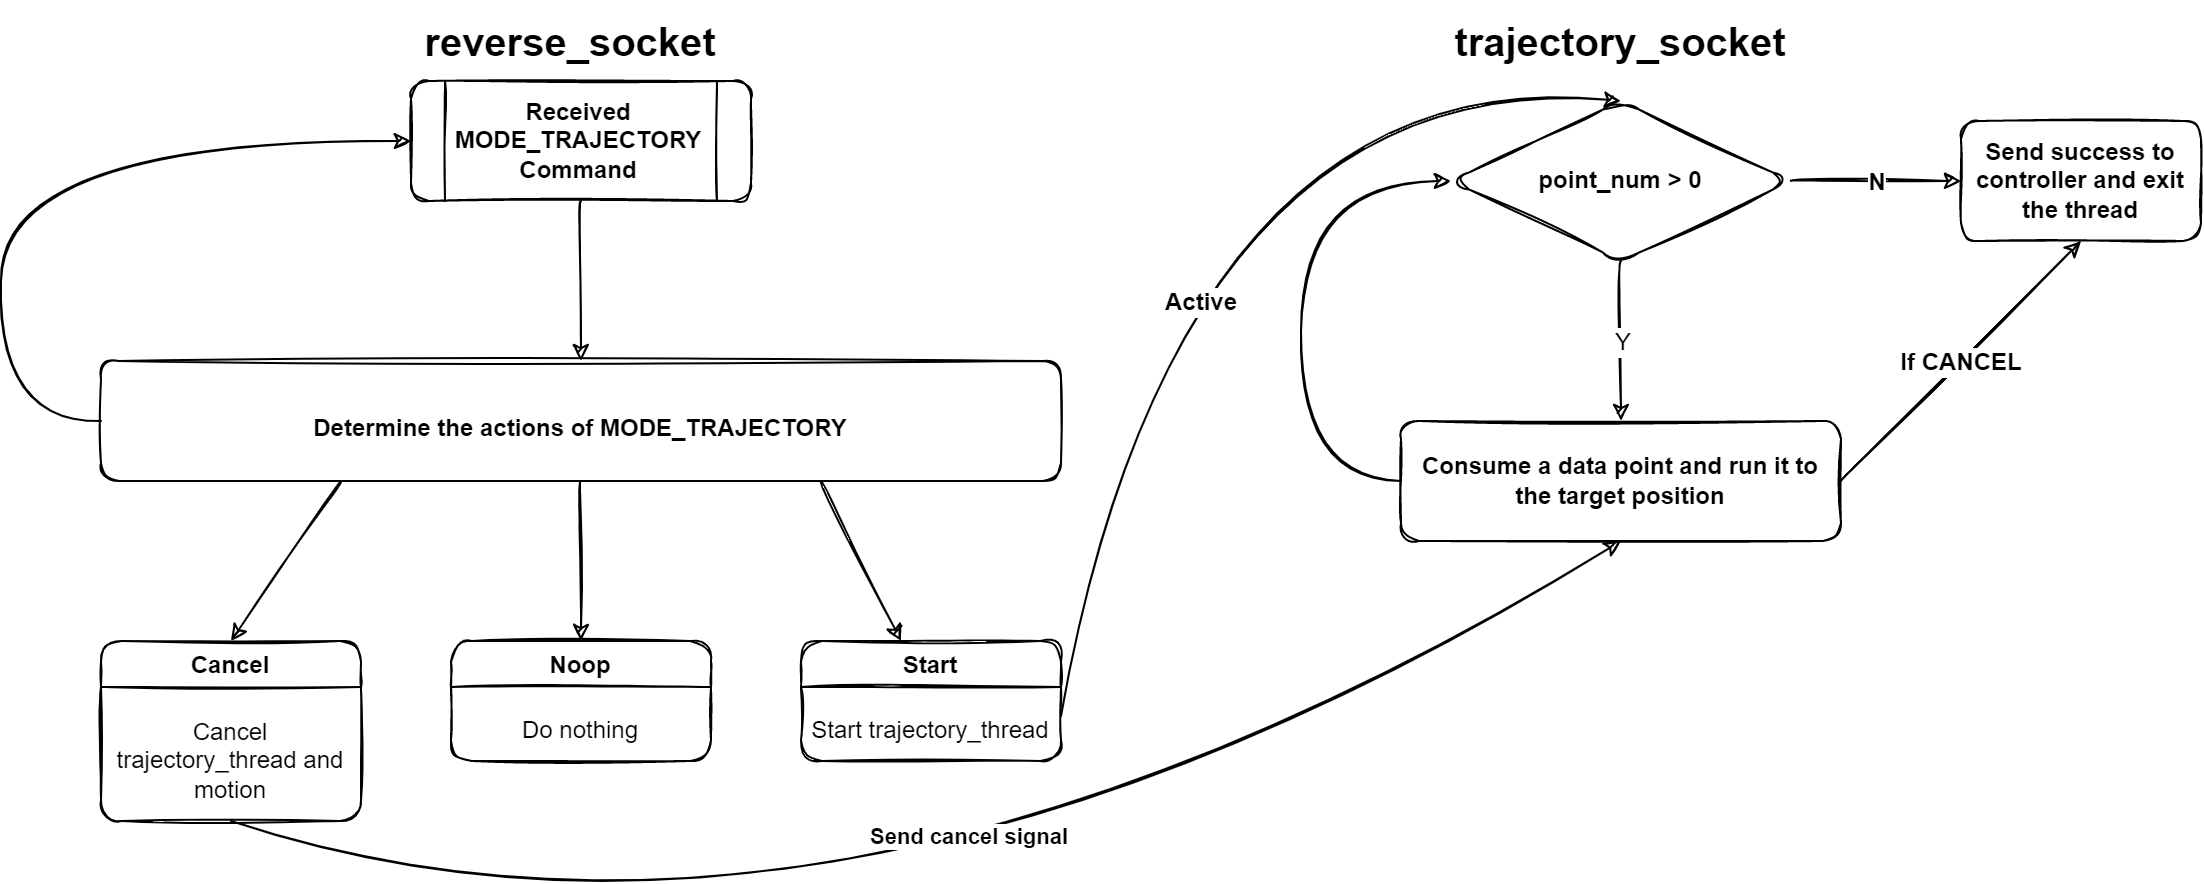 reverse_socket
Received
MODE_TRAJECTORY
Command
Determine the actions of MODE_TRAJECTORY
Cancel
Cancel
trajectory_thread and
motion
Noop
Do nothing
Start
Start trajectory_thread
Active
Send cancel signal
trajectory_socket
point_num > 0
N
Send success to
controller and exit
the thread
Y
If CANCEL
Consume a data point and run it to
the target position